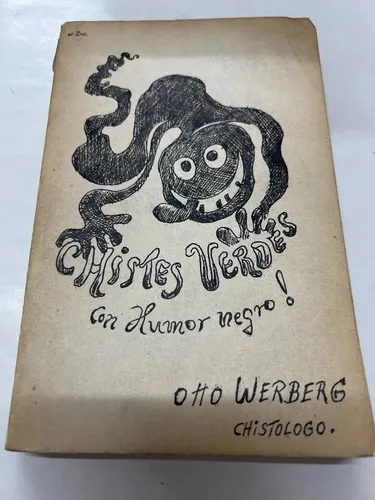 CHISTES VERDES
con Humor negro!
OTTO WERBERG
CHISTOLOGO.